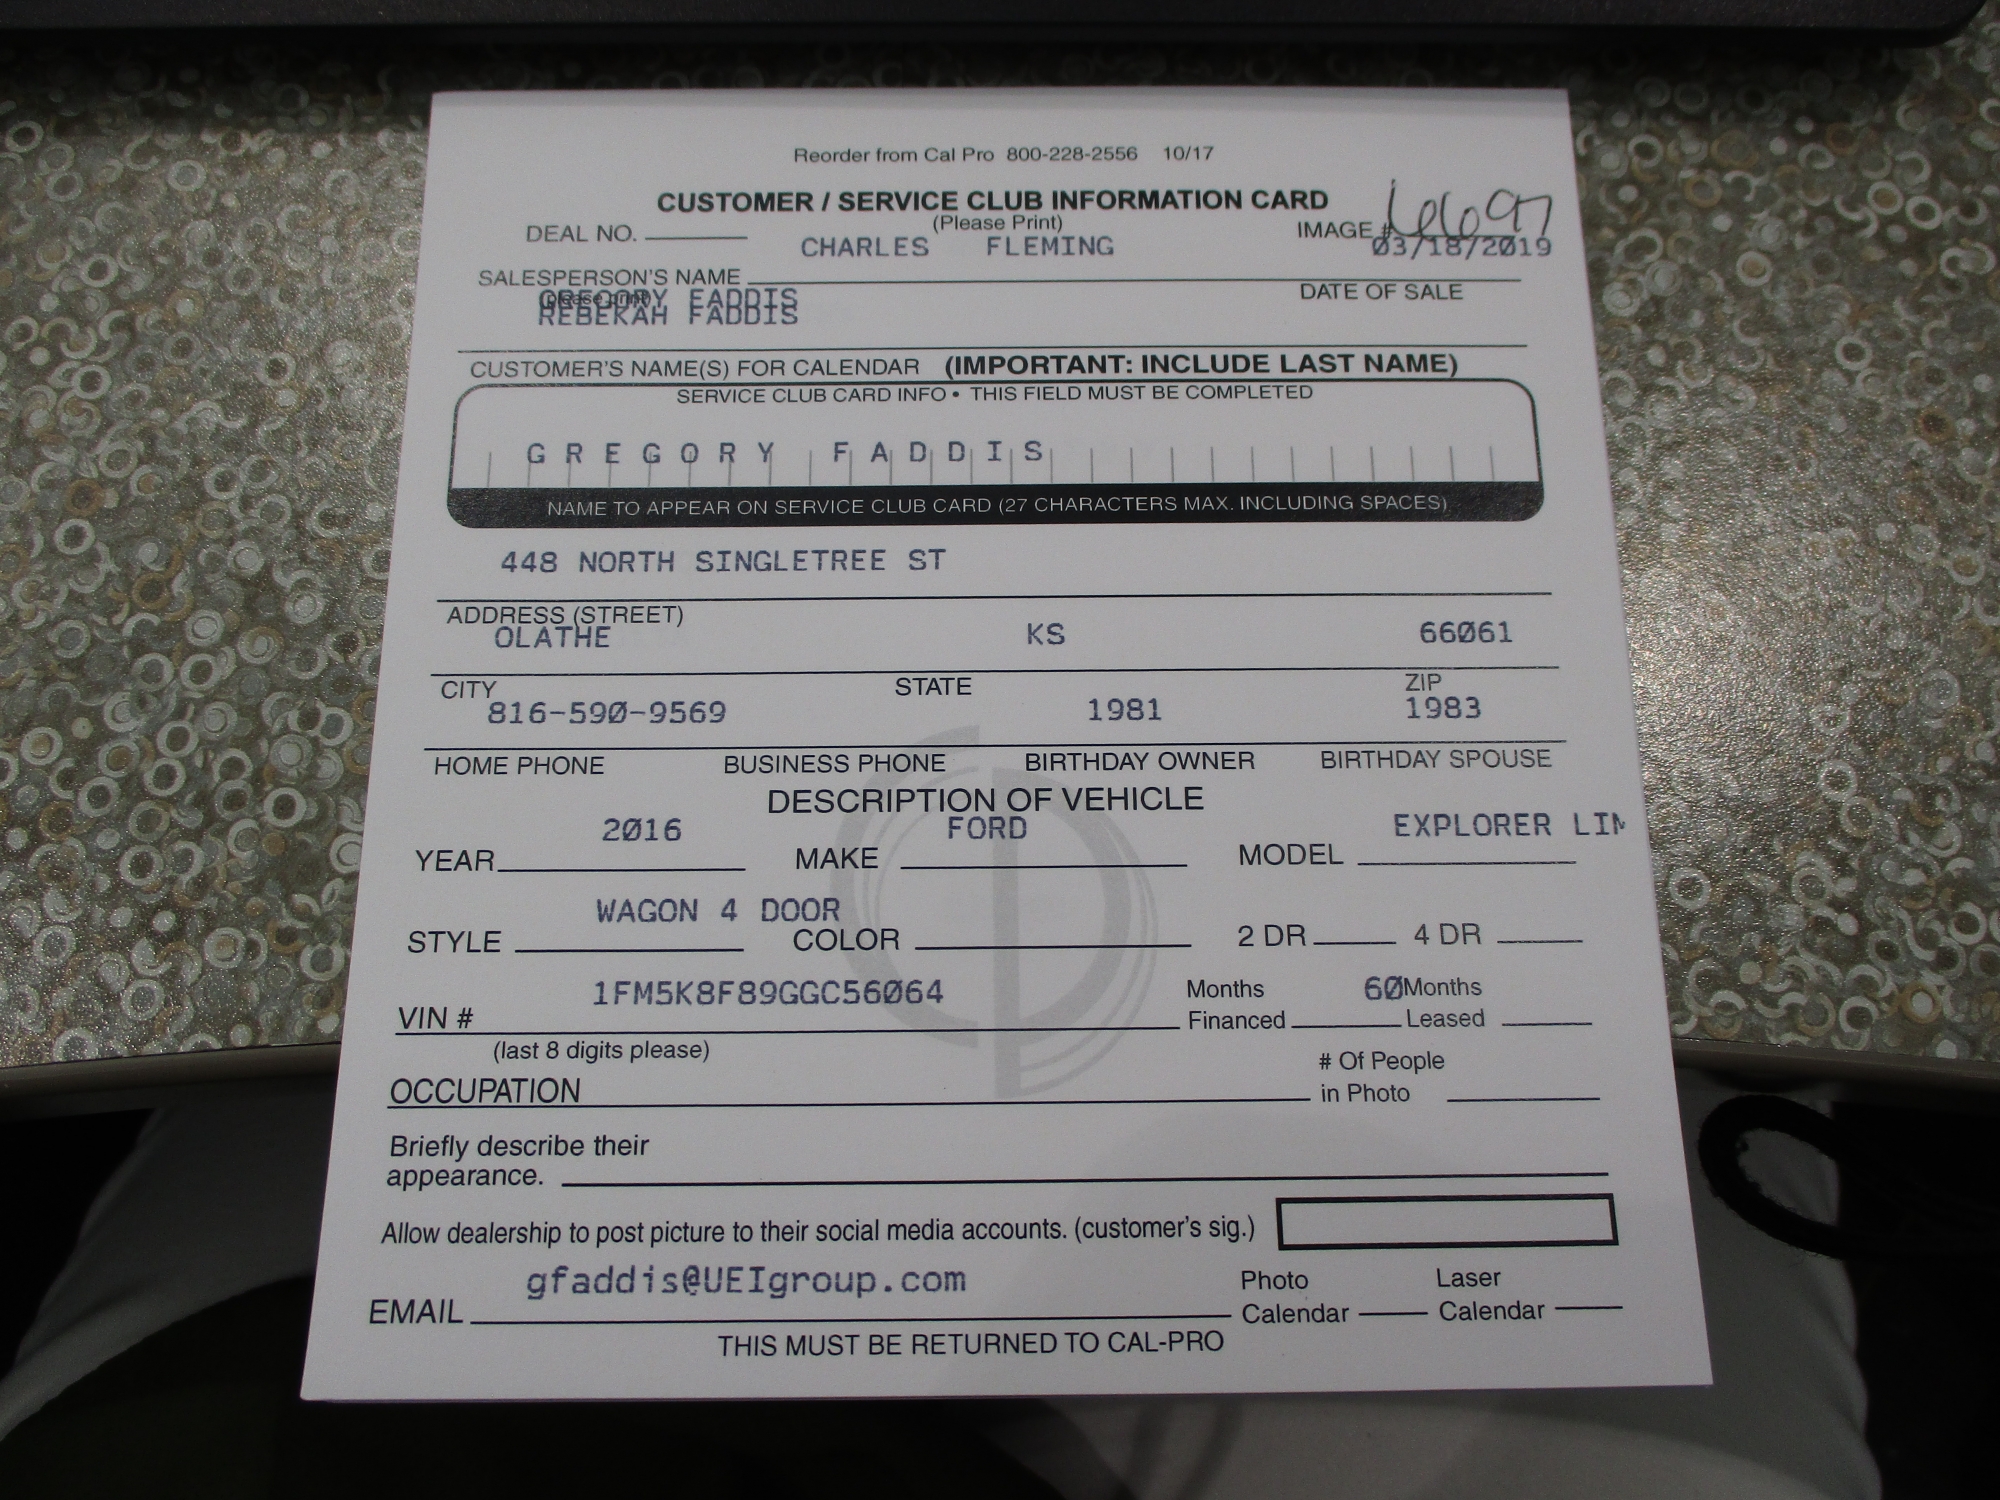 Reorder from Cal Pro 800-228-2556 10/17
CUSTOMER / SERVICE CLUB INFORMATION CARD
(Please Print)
DEAL NO. IMAGE #
CHARLES FLEMING 03/18/2019
SALESPERSON'S NAME
(please print) DATE OF SALE
GREGORY FADDIS
REBEKAH FADDIS
CUSTOMER'S NAME(S) FOR CALENDAR (IMPORTANT: INCLUDE LAST NAME)
SERVICE CLUB CARD INFO • THIS FIELD MUST BE COMPLETED
GREGORY FADDIS
NAME TO APPEAR ON SERVICE CLUB CARD (27 CHARACTERS MAX. INCLUDING SPACES)
448 NORTH SINGLETREE ST
ADDRESS (STREET)
OLATHE KS 66061
CITY STATE ZIP
816-590-9569 1981 1983
HOME PHONE BUSINESS PHONE BIRTHDAY OWNER BIRTHDAY SPOUSE
DESCRIPTION OF VEHICLE
2016 FORD EXPLORER LIM
YEAR MAKE MODEL
WAGON 4 DOOR
STYLE COLOR 2 DR 4 DR
1FM5K8F89GGC56064 Months 60 Months
VIN # Financed Leased
(last 8 digits please) # Of People
OCCUPATION in Photo
Briefly describe their
appearance.
Allow dealership to post picture to their social media accounts. (customer's sig.)
gfaddis@UEIgroup.com Photo Laser
EMAIL Calendar Calendar
THIS MUST BE RETURNED TO CAL-PRO